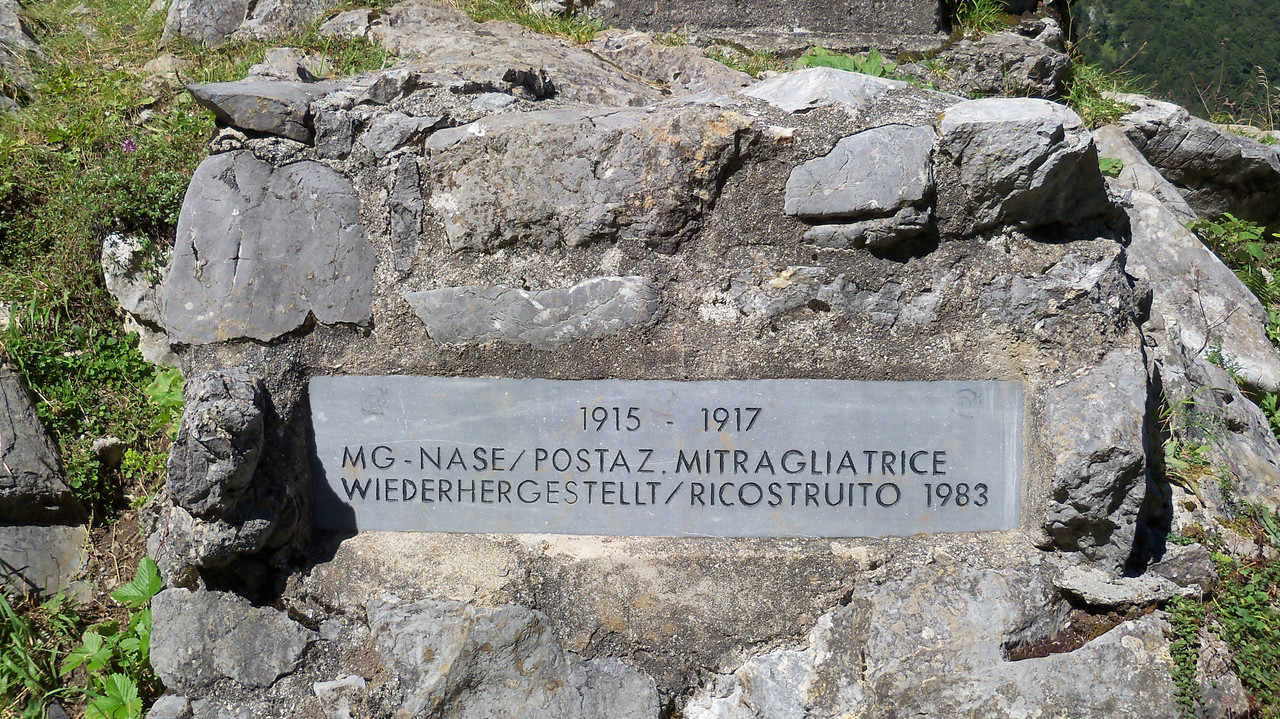 1915 - 1917
MG-NASE/POSTAZ. MITRAGLIATRICE
WIEDERHERGESTELLT/RICOSTRUITO 1983